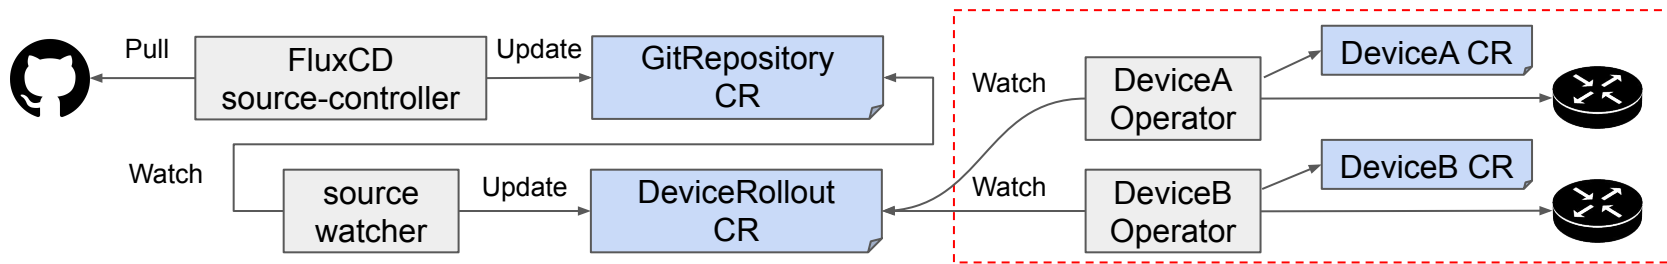 Pull
FluxCD
source-controller
Update
GitRepository
CR
Watch
source
watcher
Update
DeviceRollout
CR
Watch
DeviceA
Operator
DeviceA CR
Watch
DeviceB
Operator
DeviceB CR